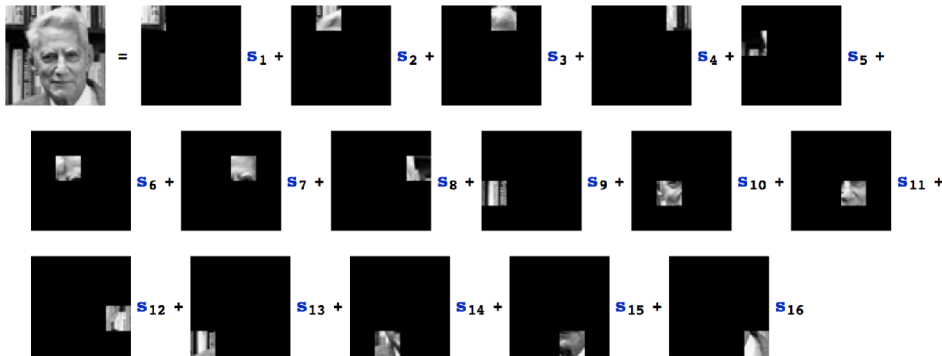 = s1 + s2 + s3 + s4 + s5 +
s6 + s7 + s8 + s9 + s10 + s11 +
s12 + s13 + s14 + s15 + s16